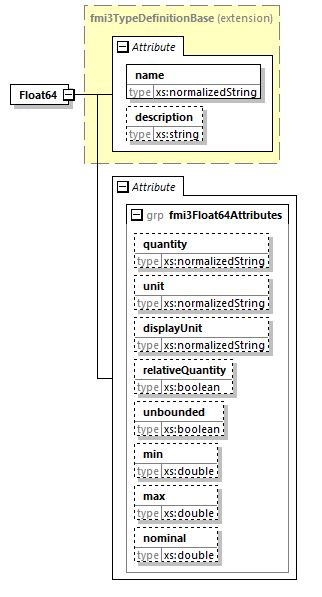 fmi3TypeDefinitionBase (extension)
Attribute
Float64
name
type xs:normalizedString
description
type xs:string
Attribute
grp fmi3Float64Attributes
quantity
type xs:normalizedString
unit
type xs:normalizedString
displayUnit
type xs:normalizedString
relativeQuantity
type xs:boolean
unbounded
type xs:boolean
min
type xs:double
max
type xs:double
nominal
type xs:double